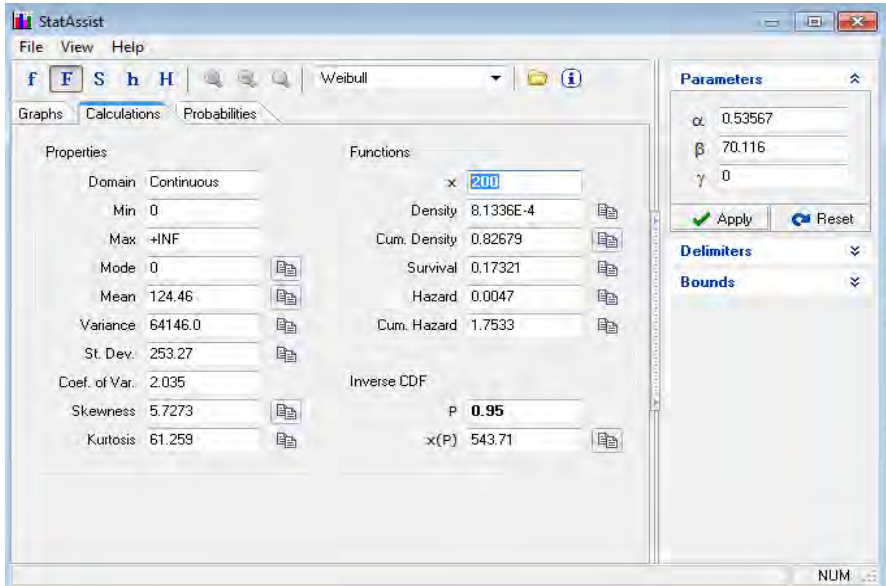 StatAssist
File View Help
f F S h H Weibull
Graphs Calculations Probabilities
Properties
Domain Continuous
Min 0
Max +INF
Mode 0
Mean 124.46
Variance 64146.0
St. Dev. 253.27
Coef. of Var. 2.035
Skewness 5.7273
Kurtosis 61.259
Functions
x 200
Density 8.1336E-4
Cum. Density 0.82679
Survival 0.17321
Hazard 0.0047
Cum. Hazard 1.7533
Inverse CDF
P 0.95
x(P) 543.71
Parameters
α 0.53567
β 70.116
γ 0
Apply Reset
Delimiters
Bounds
NUM